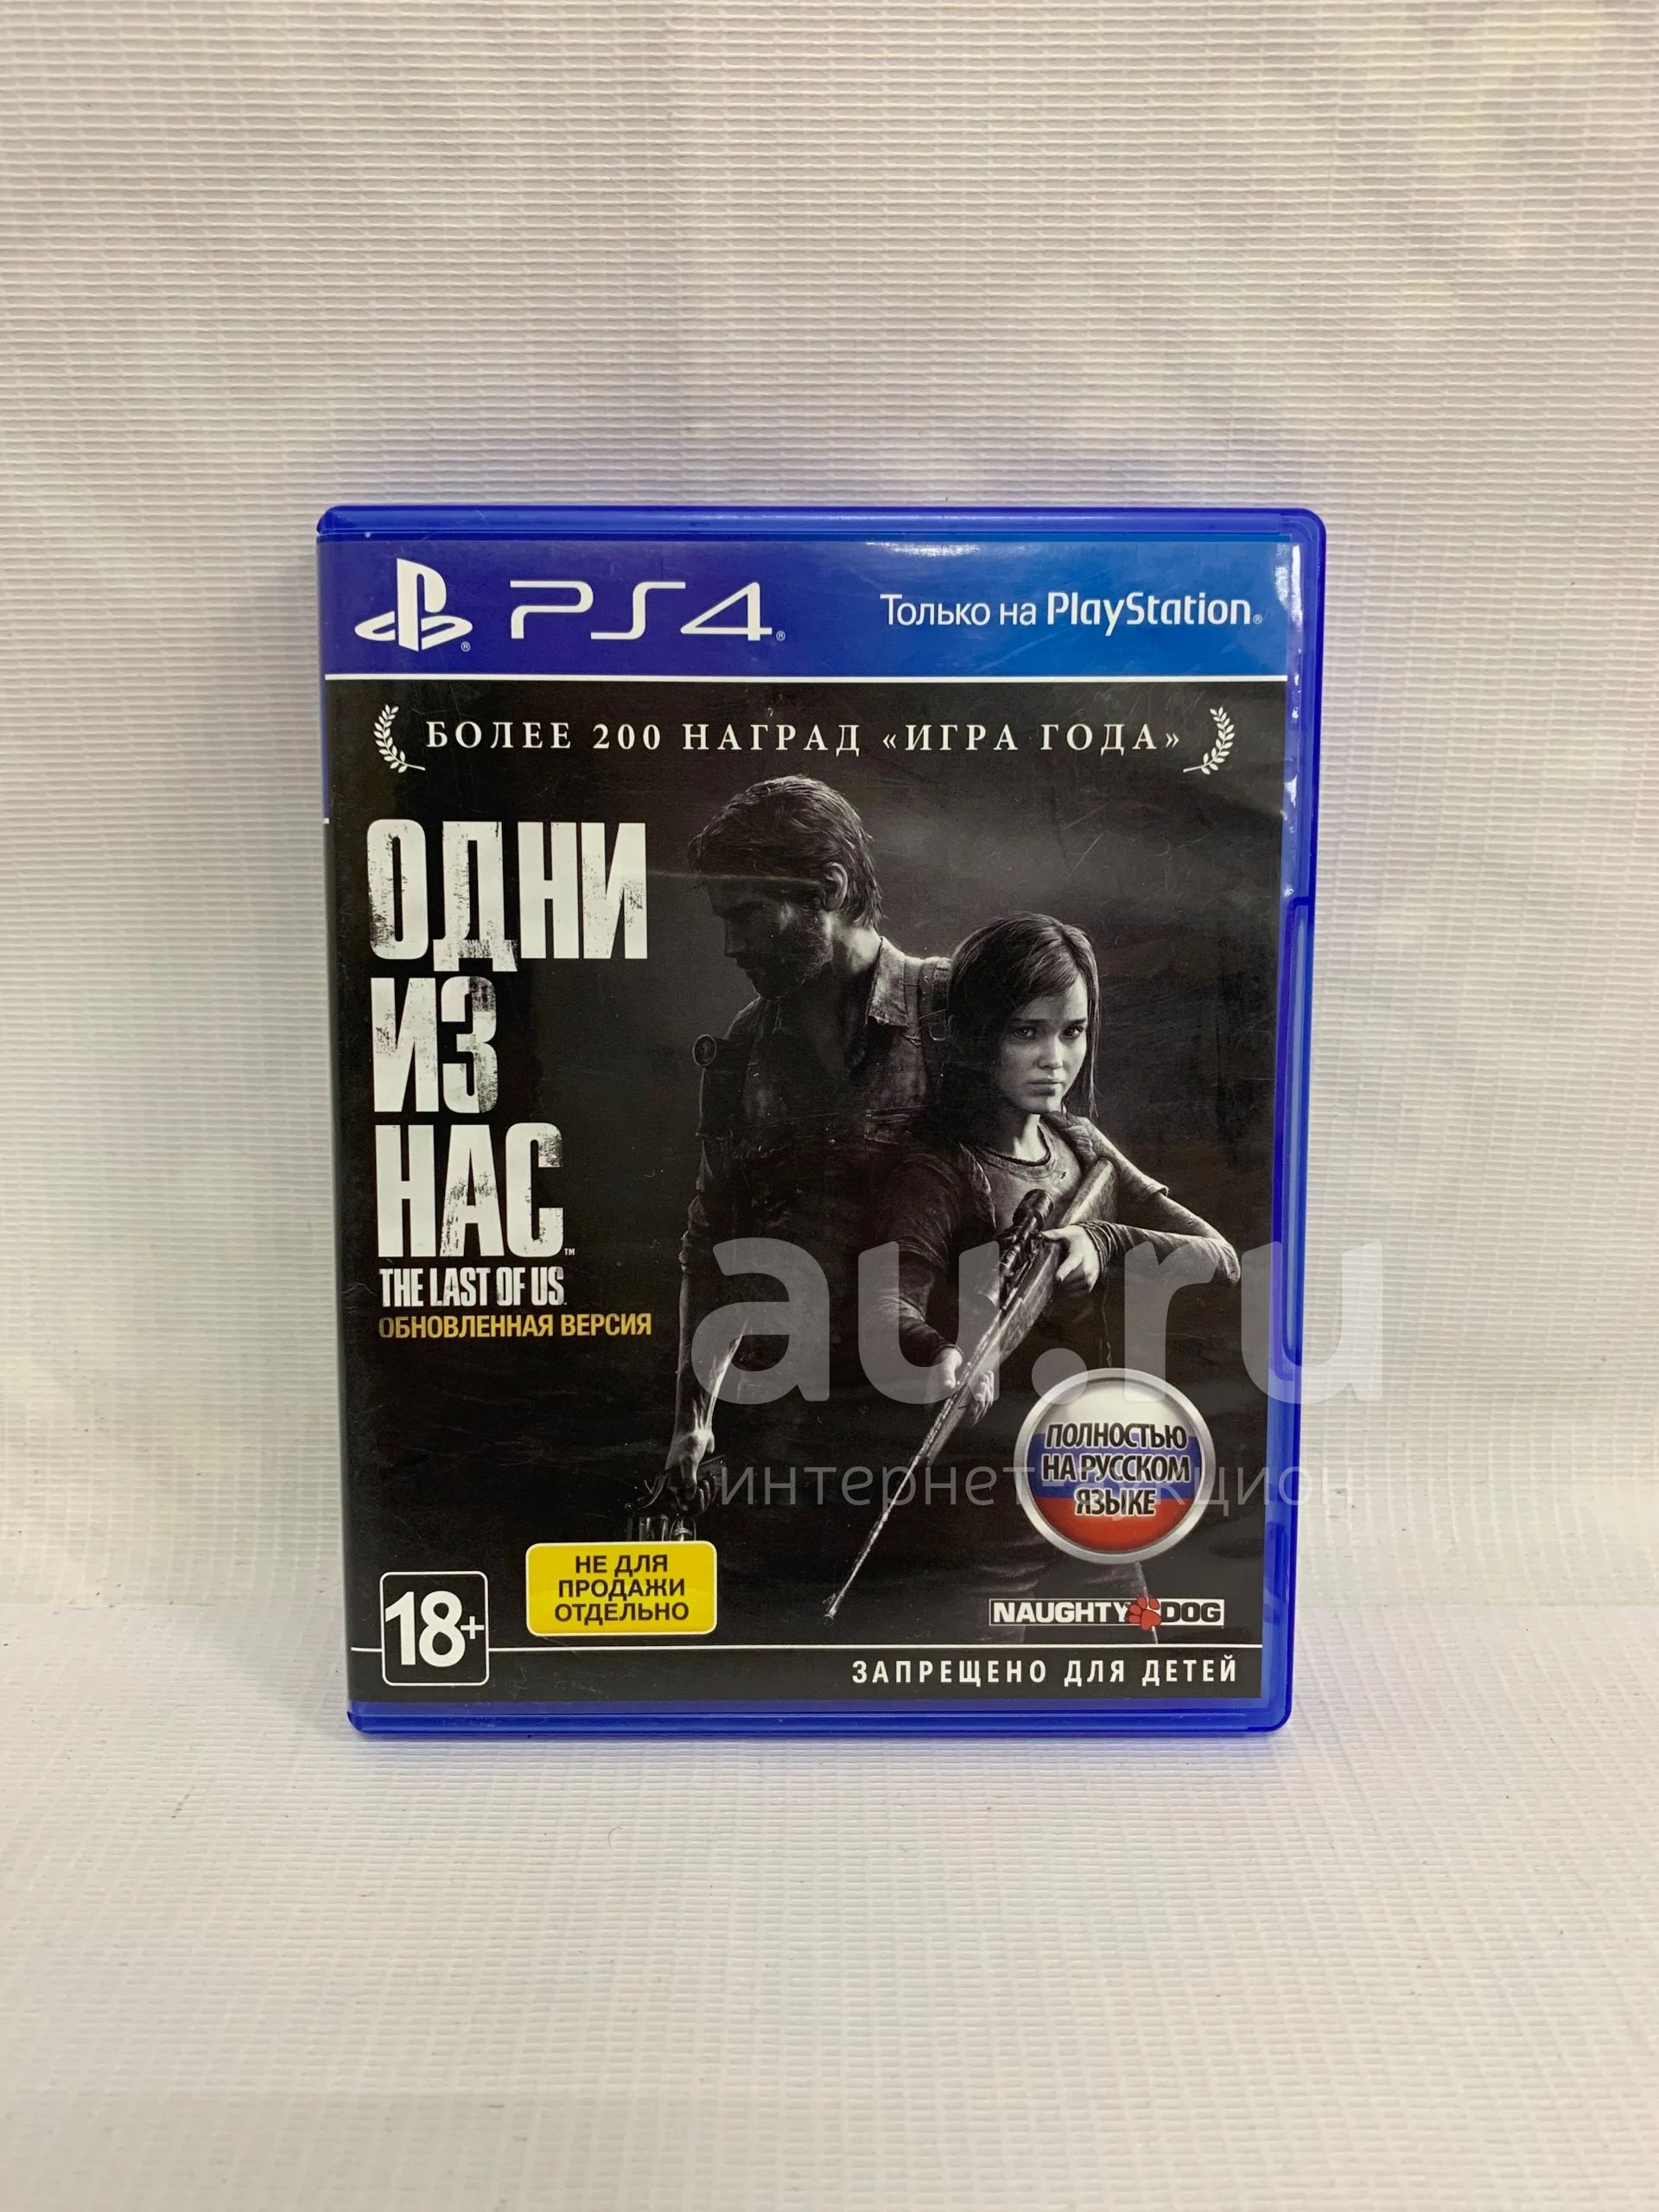 PS4
Только на PlayStation
БОЛЕЕ 200 НАГРАД «ИГРА ГОДА»
ОДНИ
ИЗ
НАС
THE LAST OF US
ОБНОВЛЕННАЯ ВЕРСИЯ
au.ru
интернет-аукцион
ПОЛНОСТЬЮ
НА РУССКОМ
ЯЗЫКЕ
НЕ ДЛЯ
ПРОДАЖИ
ОТДЕЛЬНО
18+
NAUGHTY DOG
ЗАПРЕЩЕНО ДЛЯ ДЕТЕЙ